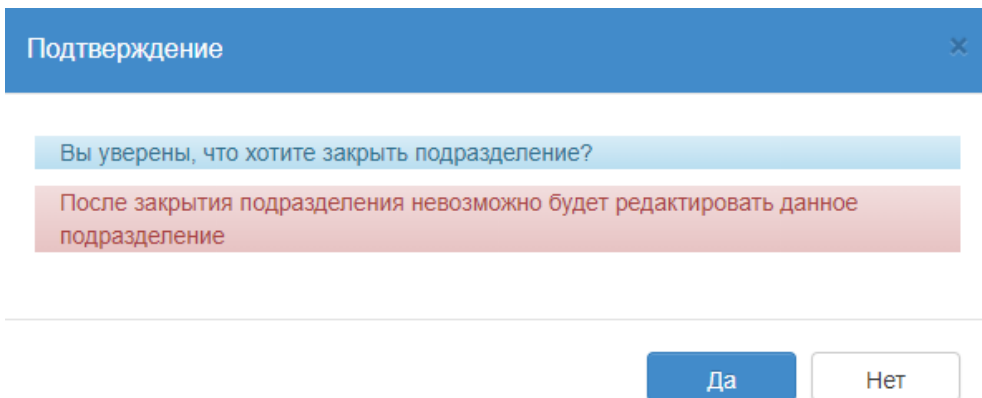 Подтверждение
Вы уверены, что хотите закрыть подразделение?
После закрытия подразделения невозможно будет редактировать данное
подразделение
Да
Нет